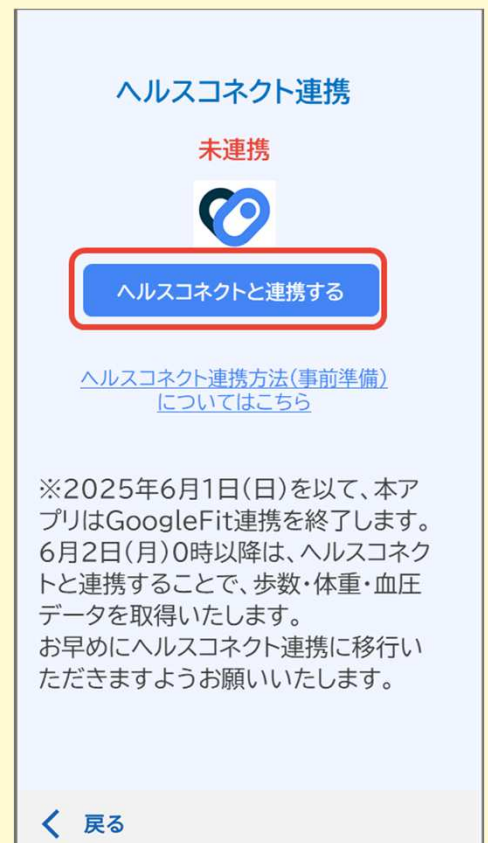 ヘルスコネクト連携
未連携
ヘルスコネクトと連携する
ヘルスコネクト連携方法(事前準備)
についてはこちら
※2025年6月1日(日)を以て、本ア
プリはGoogleFit連携を終了します。
6月2日(月)0時以降は、ヘルスコネク
トと連携することで、歩数・体重・血圧
データを取得いたします。
お早めにヘルスコネクト連携に移行い
ただきますようお願いいたします。
戻る